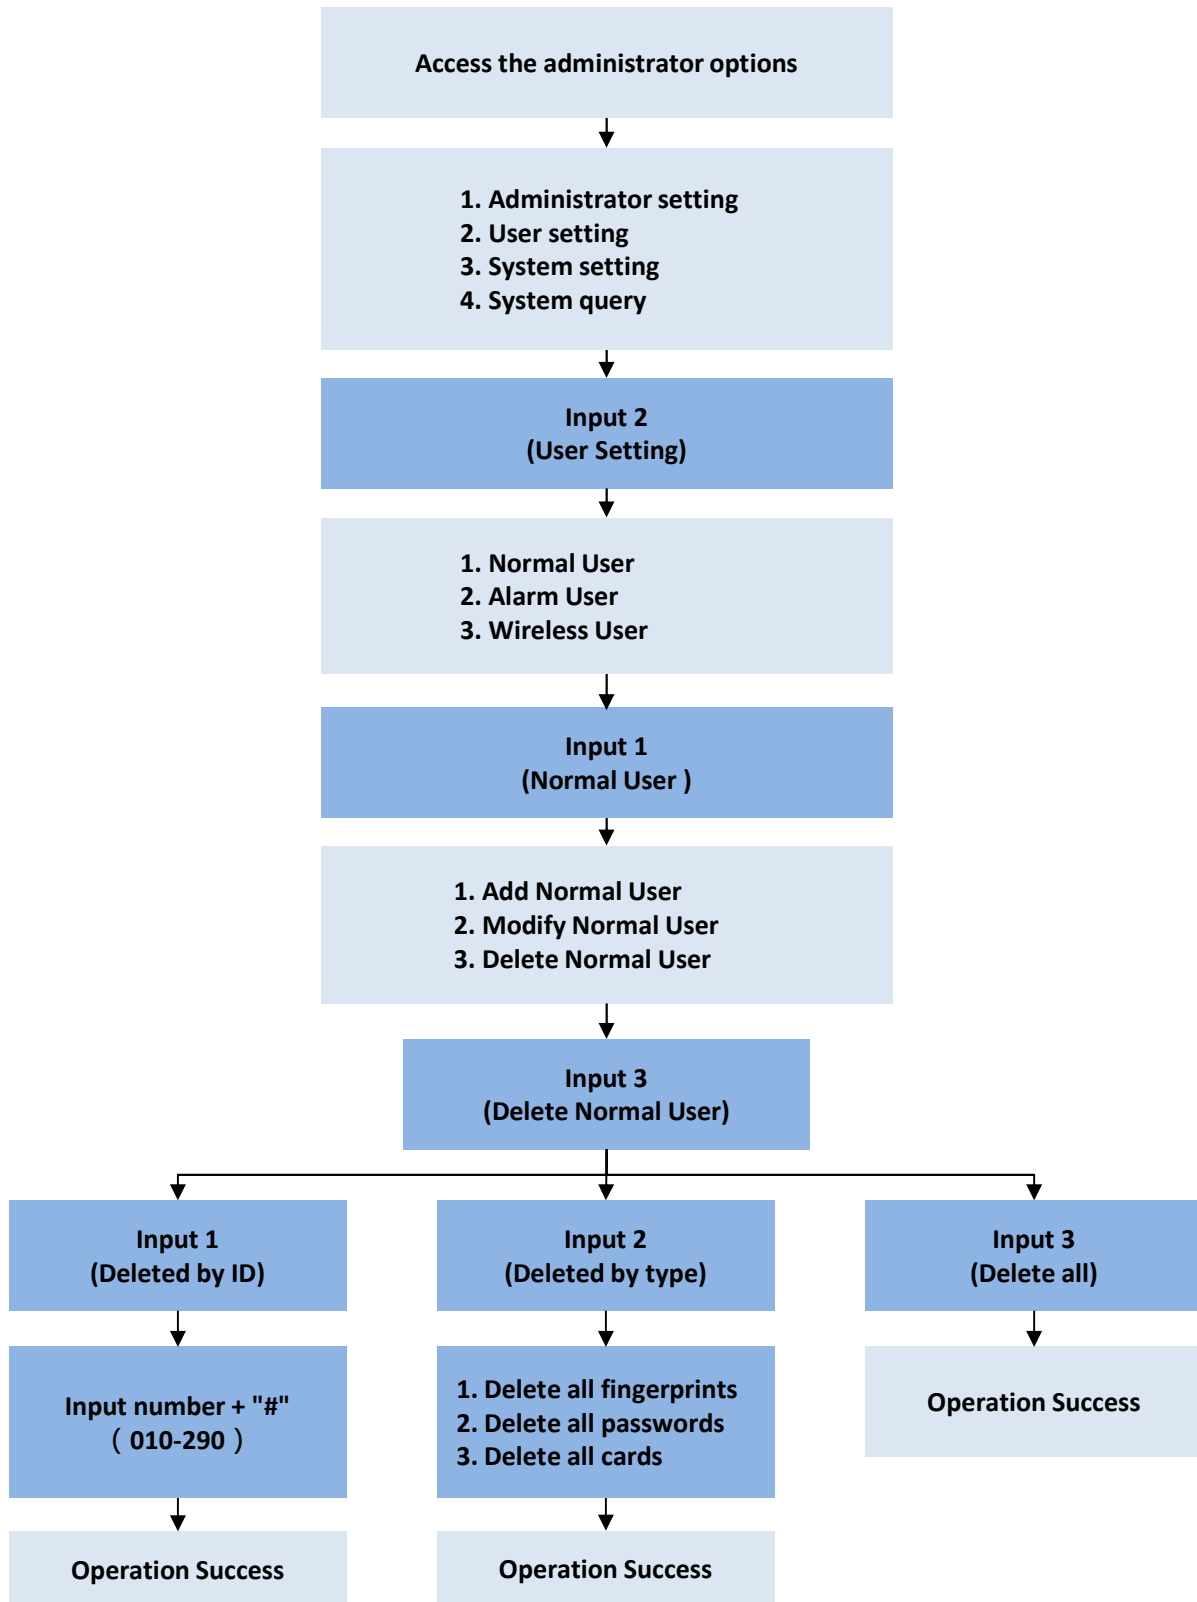 Access the administrator options
1. Administrator setting
2. User setting
3. System setting
4. System query
Input 2
(User Setting)
1. Normal User
2. Alarm User
3. Wireless User
Input 1
(Normal User )
1. Add Normal User
2. Modify Normal User
3. Delete Normal User
Input 3
(Delete Normal User)
Input 1
(Deleted by ID)
Input 2
(Deleted by type)
Input 3
(Delete all)
Input number + "#"
（ 010-290 ）
1. Delete all fingerprints
2. Delete all passwords
3. Delete all cards
Operation Success
Operation Success
Operation Success